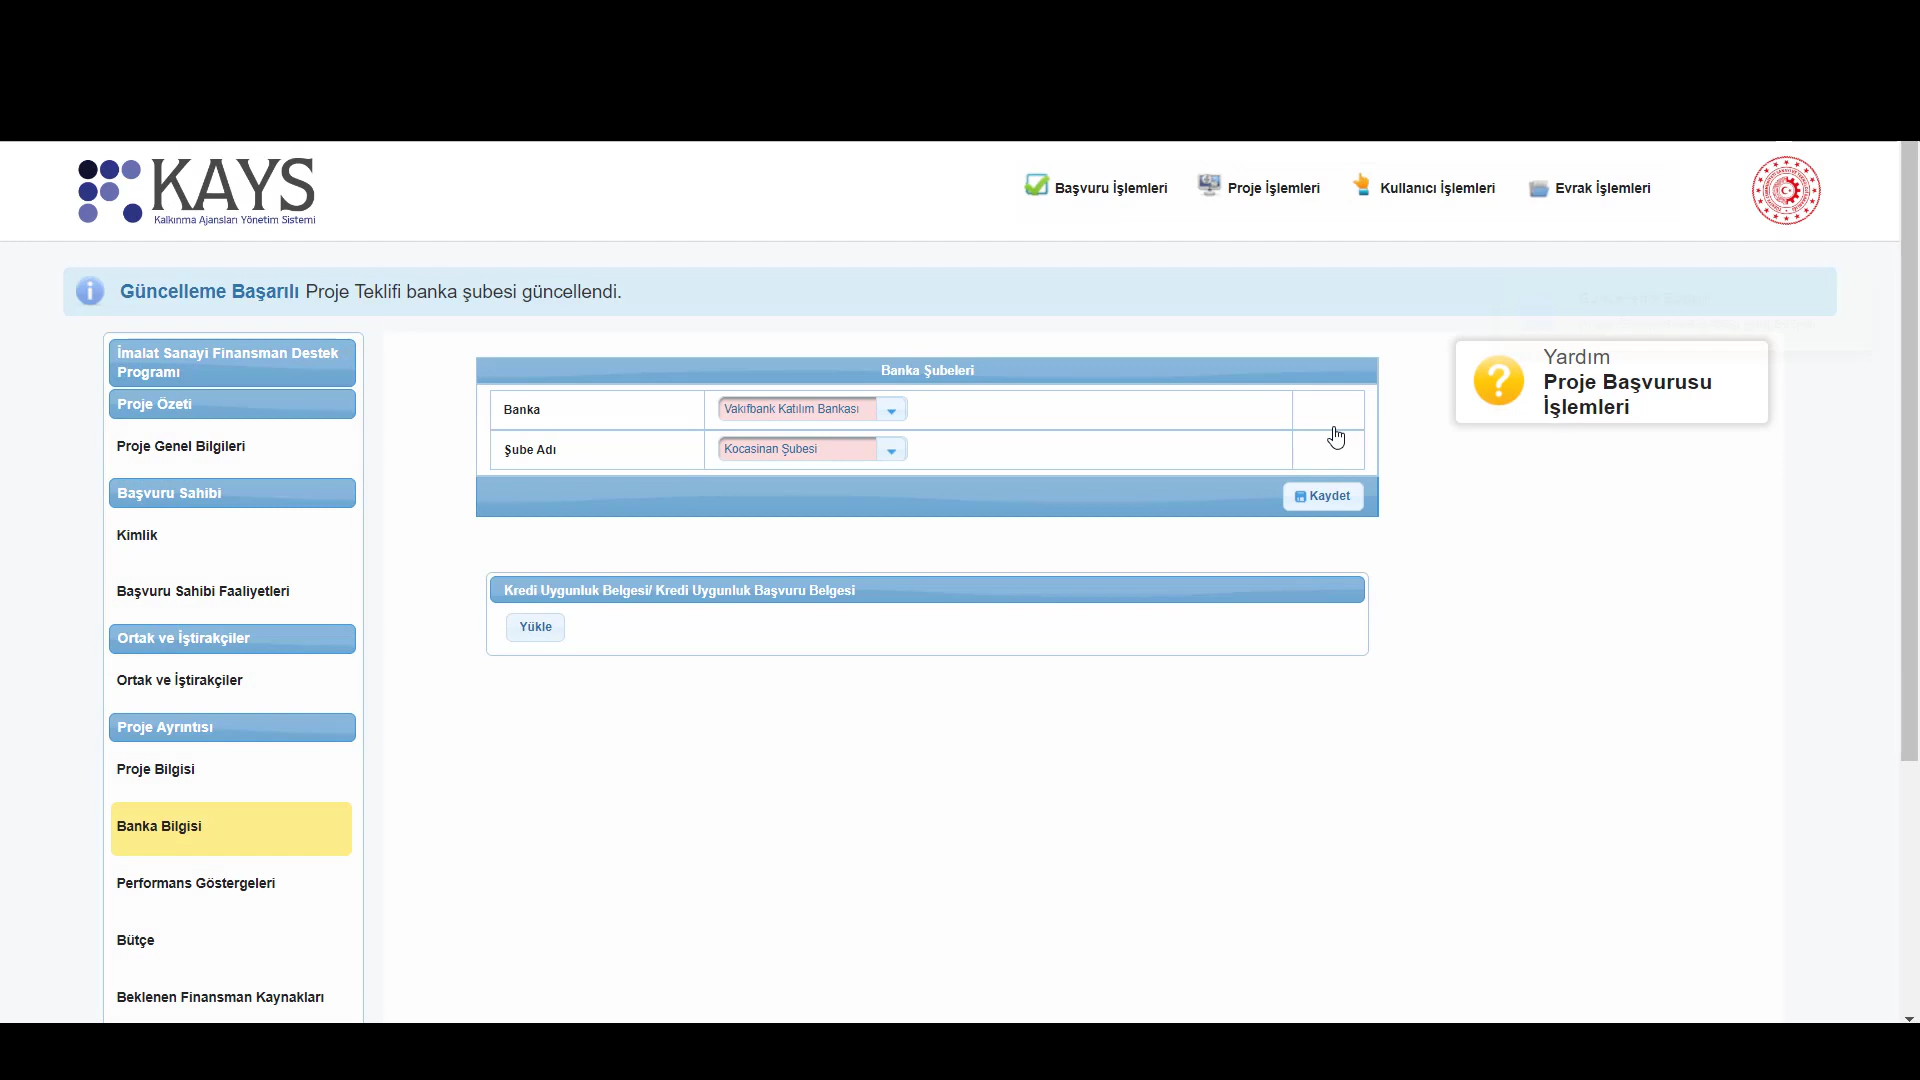 KAYS
Kalkınma Ajansları Yönetim Sistemi
Başvuru İşlemleri
Proje İşlemleri
Kullanıcı İşlemleri
Evrak İşlemleri
Güncelleme Başarılı Proje Teklifi banka şubesi güncellendi.
İmalat Sanayi Finansman Destek
Programı
Proje Özeti
Proje Genel Bilgileri
Başvuru Sahibi
Kimlik
Başvuru Sahibi Faaliyetleri
Ortak ve İştirakçiler
Ortak ve İştirakçiler
Proje Ayrıntısı
Proje Bilgisi
Banka Bilgisi
Performans Göstergeleri
Bütçe
Beklenen Finansman Kaynakları
Banka Şubeleri
Banka
Vakıfbank Katılım Bankası
Şube Adı
Kocasinan Şubesi
Kaydet
Kredi Uygunluk Belgesi/ Kredi Uygunluk Başvuru Belgesi
Yükle
Yardım
Proje Başvurusu
İşlemleri